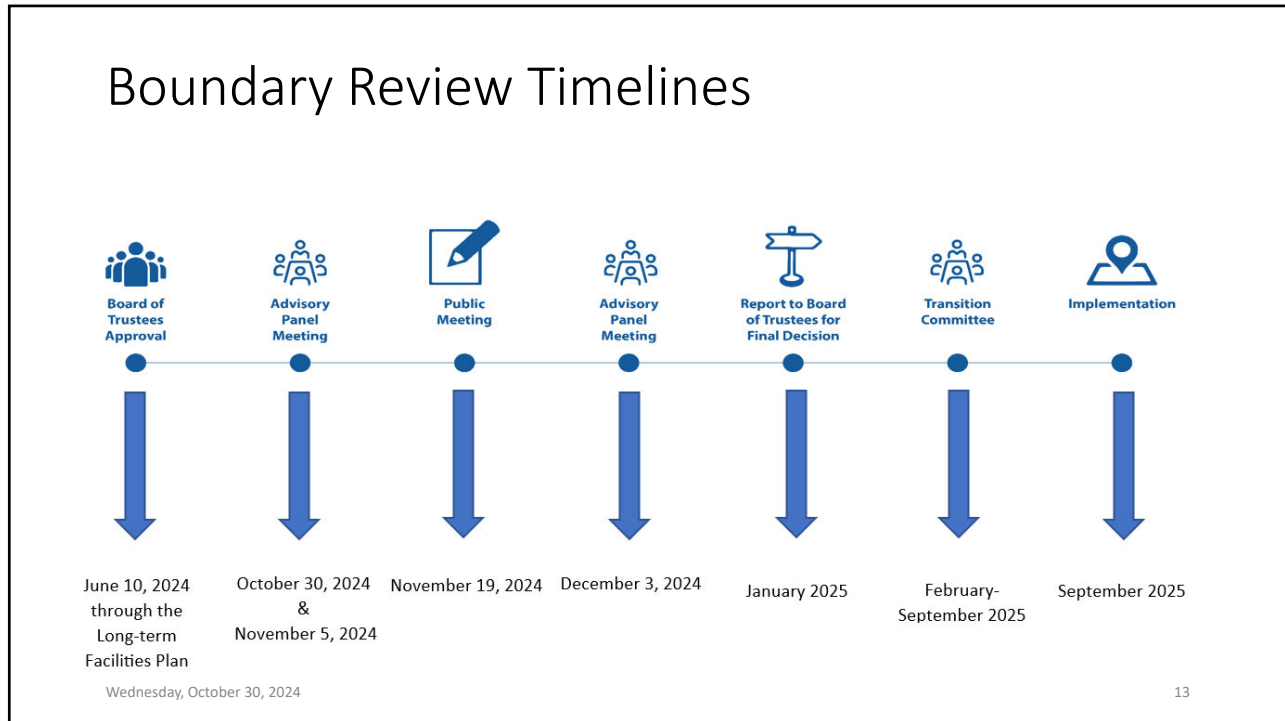 Boundary Review Timelines
Board of
Trustees
Approval
Advisory
Panel
Meeting
Public
Meeting
Advisory
Panel
Meeting
Report to Board
of Trustees for
Final Decision
Transition
Committee
Implementation
June 10, 2024
through the
Long-term
Facilities Plan
October 30, 2024
&
November 5, 2024
November 19, 2024
December 3, 2024
January 2025
February-
September 2025
September 2025
Wednesday, October 30, 2024
13